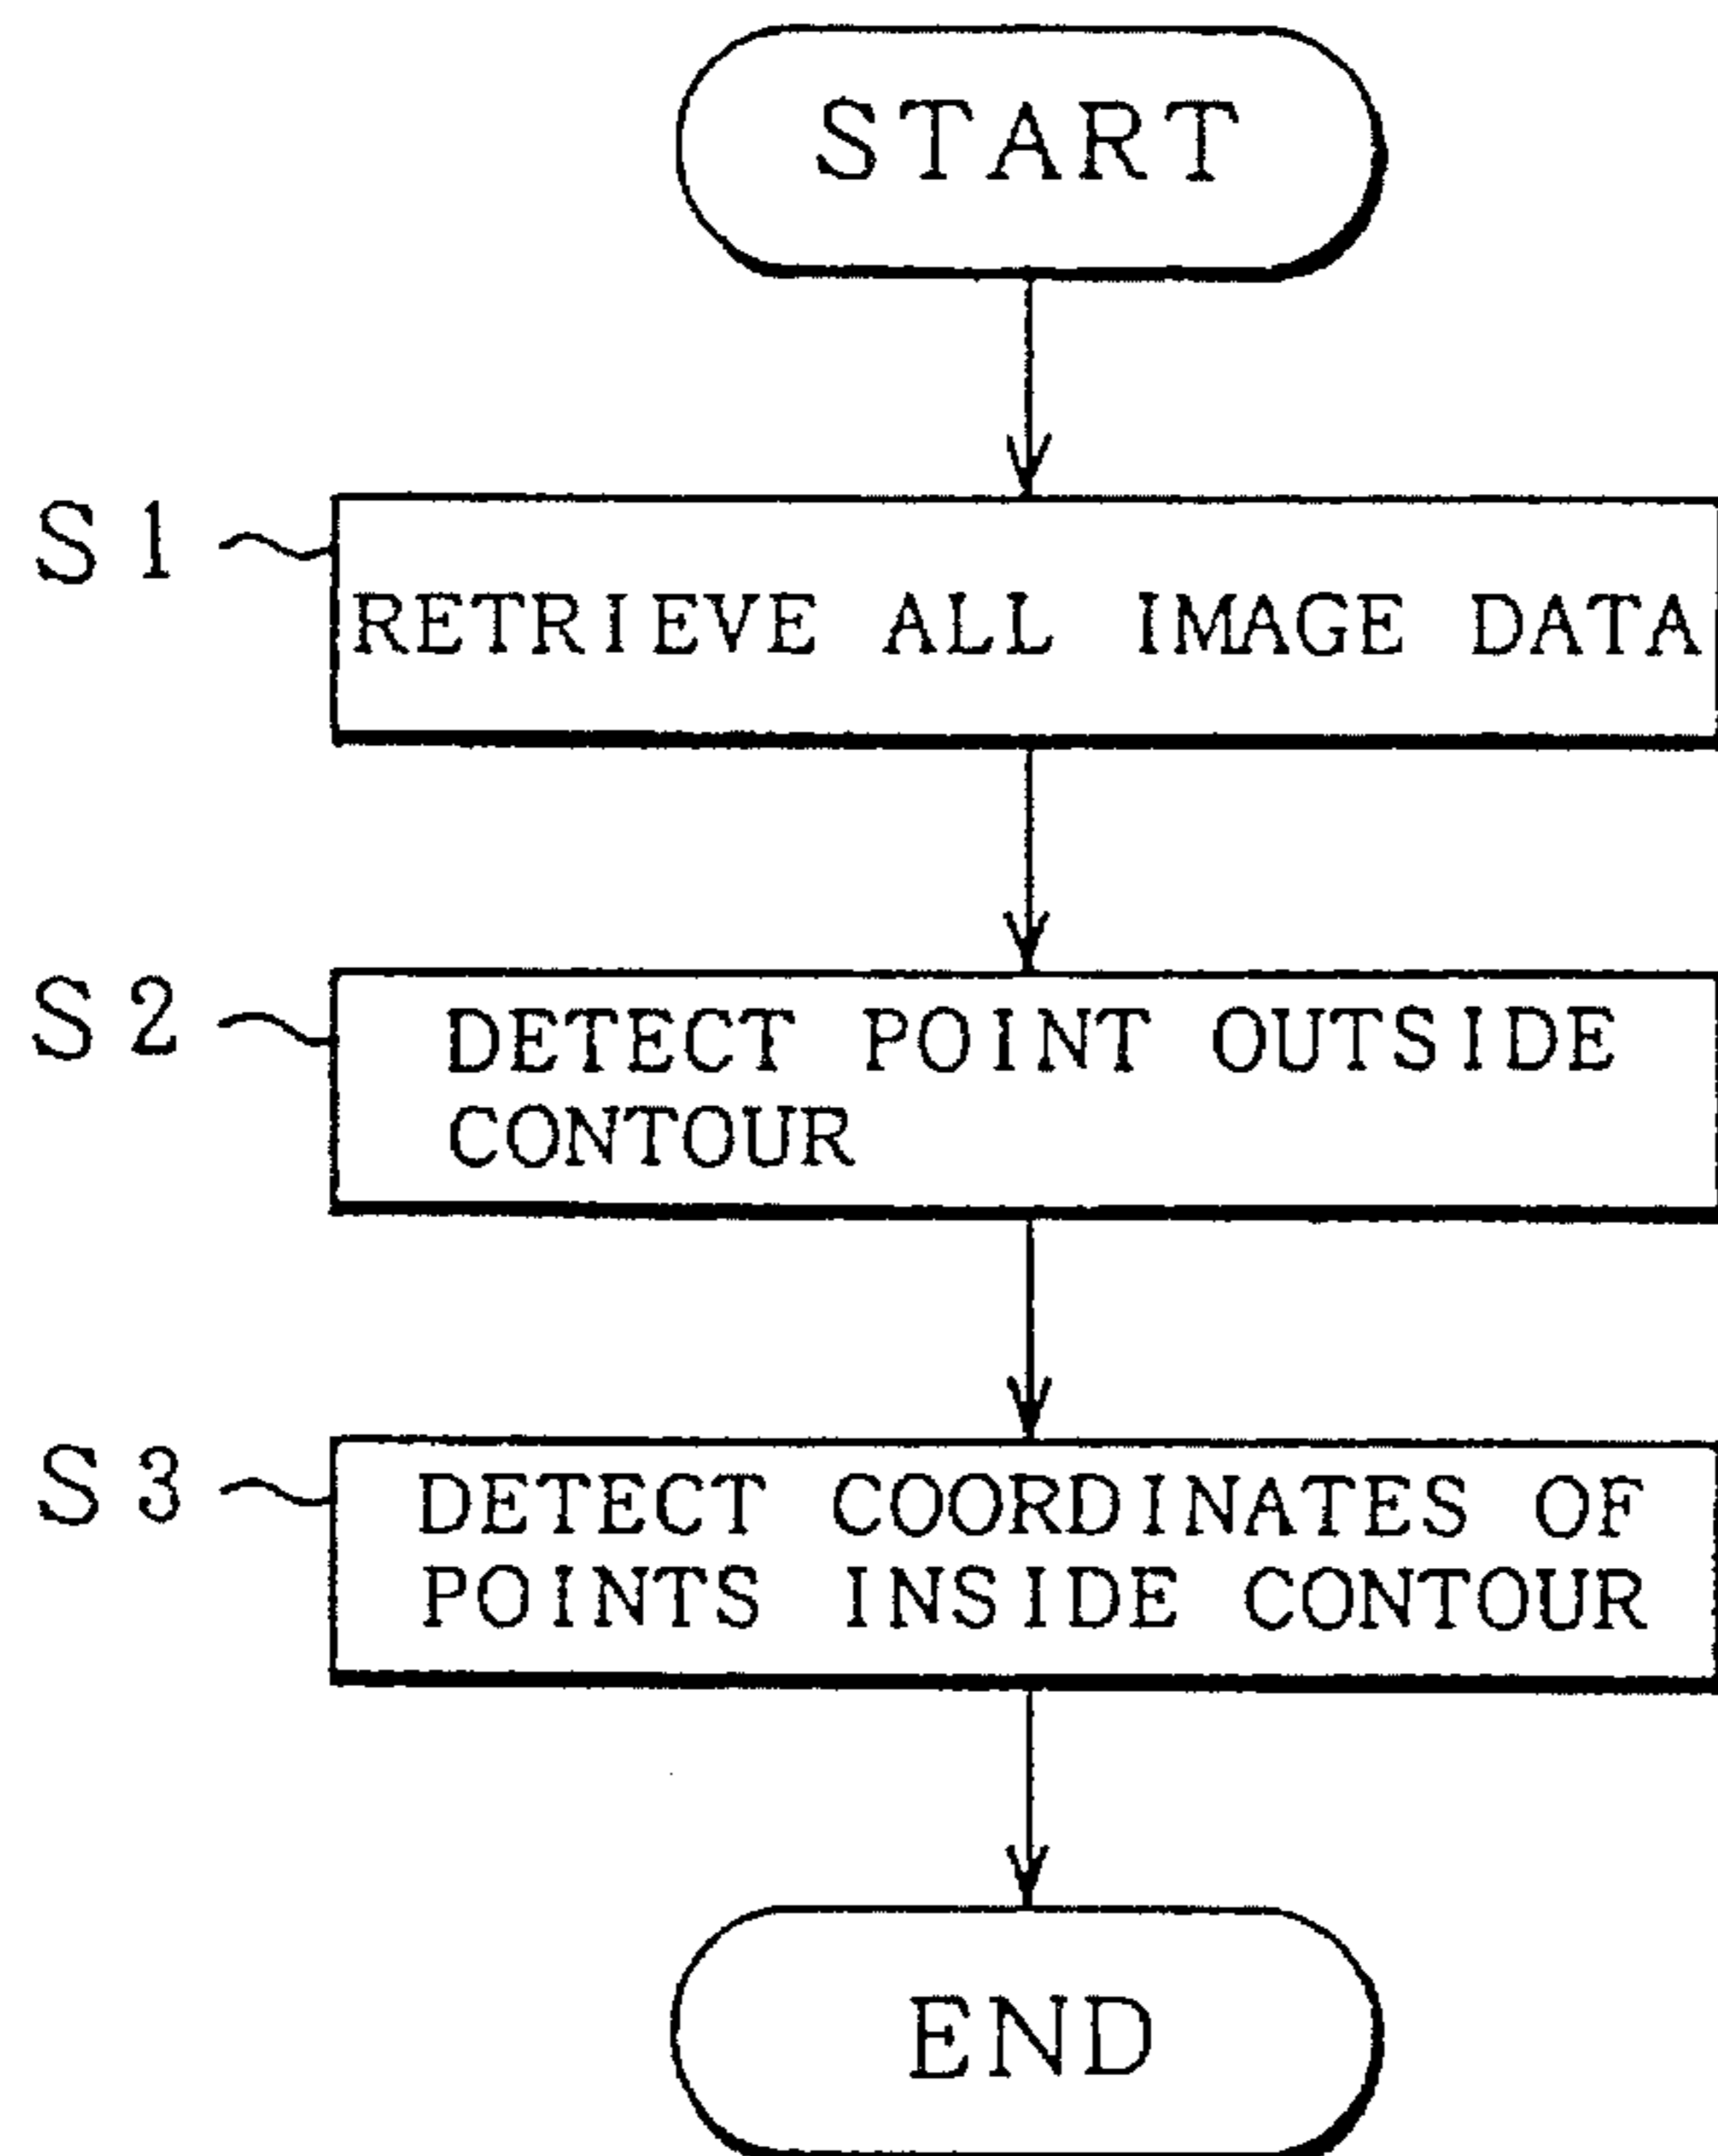 START
S1
RETRIEVE ALL IMAGE DATA
S2
DETECT POINT OUTSIDE
CONTOUR
S3
DETECT COORDINATES OF
POINTS INSIDE CONTOUR
END